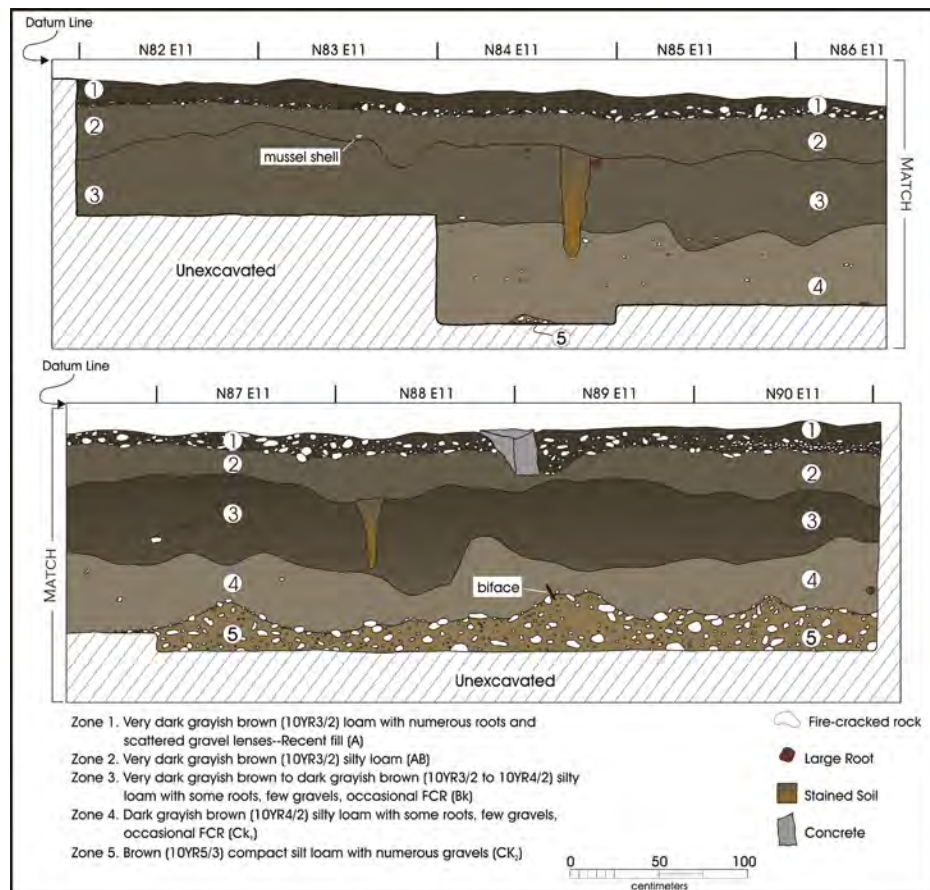 Datum Line
N82 E11
N83 E11
N84 E11
N85 E11
N86 E11
1
1
2
2
mussel shell
MATCH
3
3
Unexcavated
4
5
Datum Line
N87 E11
N88 E11
N89 E11
N90 E11
1
1
2
2
3
3
MATCH
4
biface
4
5
5
Unexcavated
Zone 1. Very dark grayish brown (10YR3/2) loam with numerous roots and
scattered gravel lenses--Recent fill (A)
Zone 2. Very dark grayish brown (10YR3/2) silty loam (AB)
Zone 3. Very dark grayish brown to dark grayish brown (10YR3/2 to 10YR4/2) silty
loam with some roots, few gravels, occasional FCR (Bk)
Zone 4. Dark grayish brown (10YR4/2) silty loam with some roots, few gravels,
occasional FCR (Ck₁)
Zone 5. Brown (10YR5/3) compact silt loam with numerous gravels (CK₂)
Fire-cracked rock
Large Root
Stained Soil
Concrete
0 50 100
centimeters